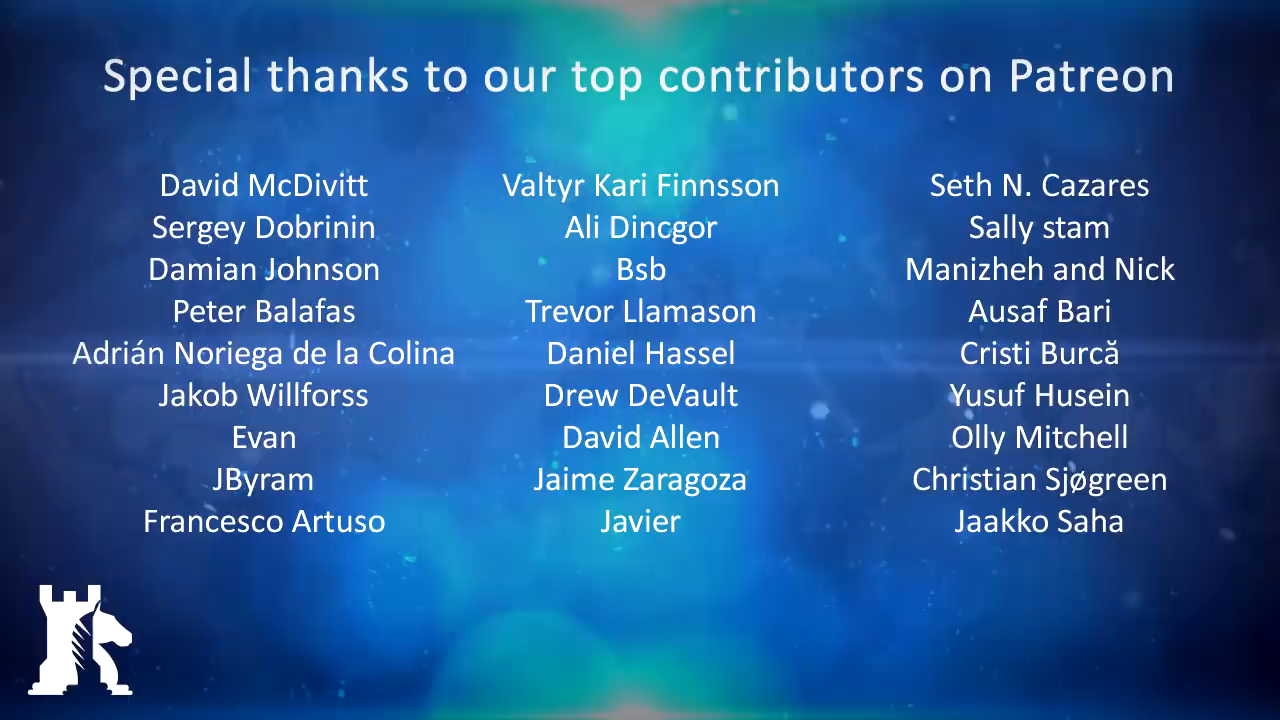 Special thanks to our top contributors on Patreon
David McDivitt
Sergey Dobrinin
Damian Johnson
Peter Balafas
Adrián Noriega de la Colina
Jakob Willforss
Evan
JByram
Francesco Artuso
Valtyr Kari Finnsson
Ali Dincgor
Bsb
Trevor Llamason
Daniel Hassel
Drew DeVault
David Allen
Jaime Zaragoza
Javier
Seth N. Cazares
Sally stam
Manizheh and Nick
Ausaf Bari
Cristi Burcă
Yusuf Husein
Olly Mitchell
Christian Sjøgreen
Jaakko Saha